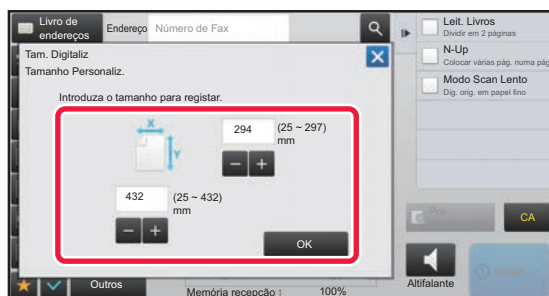 Livro de
endereços
Endereço
Número de Fax
Leit. Livros
Dividir em 2 páginas
N-Up
Colocar várias pág. numa pág
Modo Scan Lento
Dig. orig. em papel fino
Tam. Digitaliz
Tamanho Personaliz.
Introduza o tamanho para registar.
X
Y
294
(25 ~ 297)
mm
432
(25 ~ 432)
mm
OK
CA
Outros
Memória recepção :
100%
Altifalante